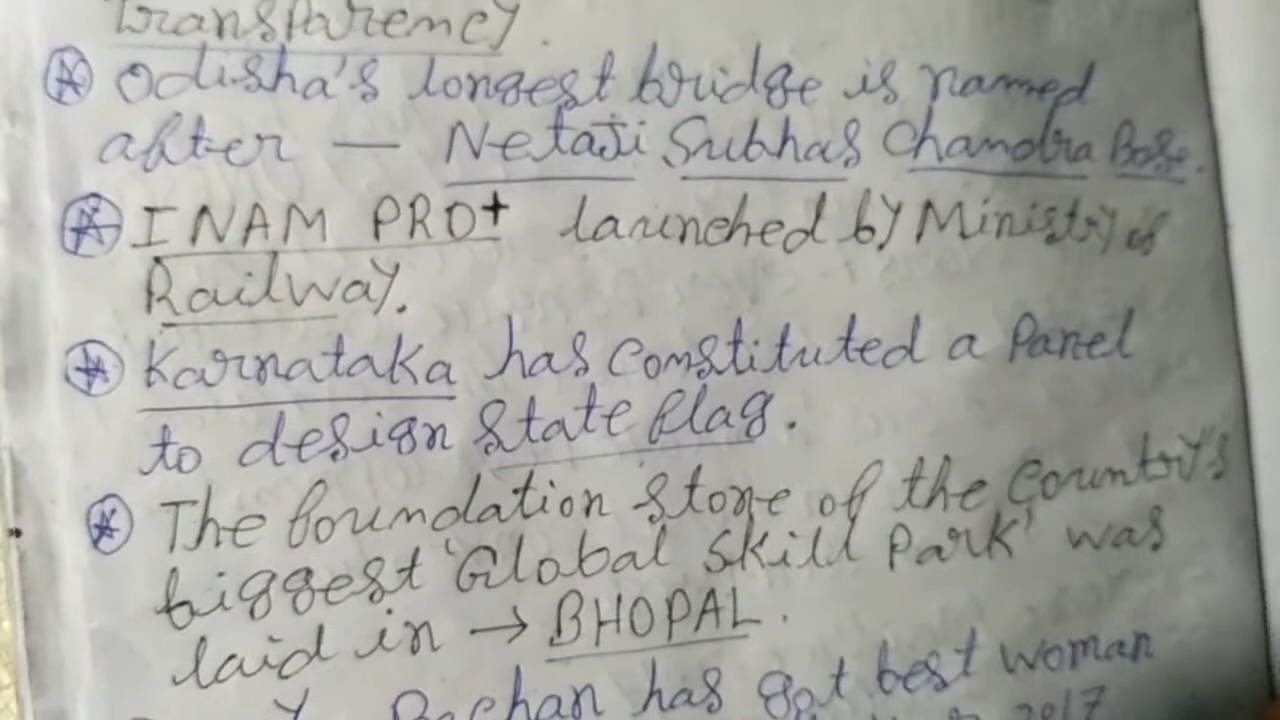 Transparency.
Odisha's longest bridge is named
after — Netaji Subhas Chandra Bose.
INAM PRO+ launched by Ministry of
Railway.
Karnataka has constituted a Panel
to design state flag.
The foundation stone of the Country's
biggest 'Global Skill Park' was
laid in → BHOPAL.
Bachan has got best woman
2017